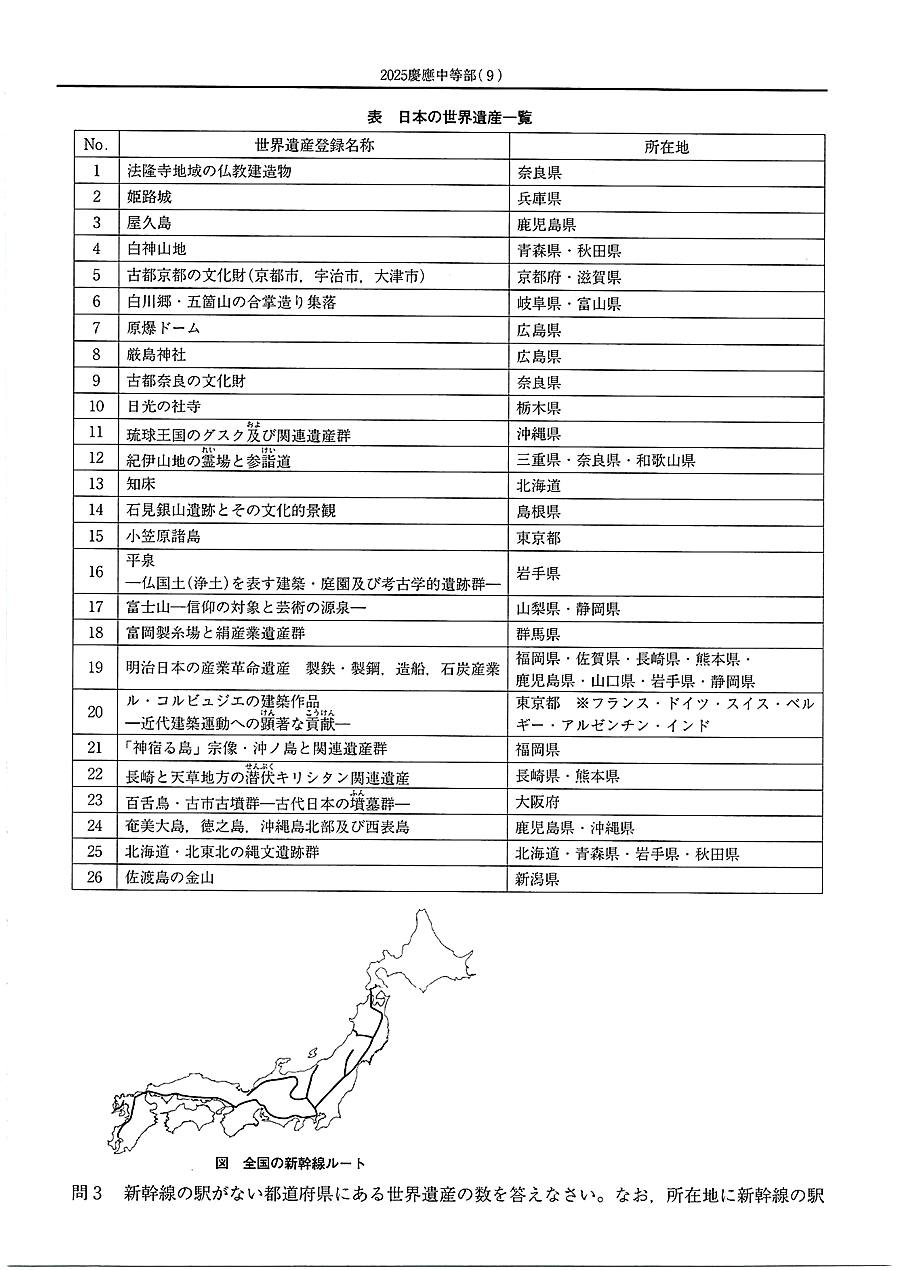 2025慶應中等部(9)
表 日本の世界遺産一覧
No. 世界遺産登録名称 所在地
1 法隆寺地域の仏教建造物 奈良県
2 姫路城 兵庫県
3 屋久島 鹿児島県
4 白神山地 青森県・秋田県
5 古都京都の文化財(京都市,宇治市,大津市) 京都府・滋賀県
6 白川郷・五箇山の合掌造り集落 岐阜県・富山県
7 原爆ドーム 広島県
8 厳島神社 広島県
9 古都奈良の文化財 奈良県
10 日光の社寺 栃木県
およ
11 琉球王国のグスク及び関連遺産群 沖縄県
れい けい
12 紀伊山地の霊場と参詣道 三重県・奈良県・和歌山県
13 知床 北海道
14 石見銀山遺跡とその文化的景観 島根県
15 小笠原諸島 東京都
16 平泉
―仏国土(浄土)を表す建築・庭園及び考古学的遺跡群― 岩手県
17 富士山―信仰の対象と芸術の源泉― 山梨県・静岡県
18 富岡製糸場と絹産業遺産群 群馬県
19 明治日本の産業革命遺産 製鉄・製鋼,造船,石炭産業 福岡県・佐賀県・長崎県・熊本県・
鹿児島県・山口県・岩手県・静岡県
20 ル・コルビュジエの建築作品 東京都 ※フランス・ドイツ・スイス・ベル
けん こうけん
―近代建築運動への顕著な貢献― ギー・アルゼンチン・インド
21 「神宿る島」宗像・沖ノ島と関連遺産群 福岡県
せんぷく
22 長崎と天草地方の潜伏キリシタン関連遺産 長崎県・熊本県
ふん
23 百舌鳥・古市古墳群―古代日本の墳墓群― 大阪府
24 奄美大島,徳之島,沖縄島北部及び西表島 鹿児島県・沖縄県
25 北海道・北東北の縄文遺跡群 北海道・青森県・岩手県・秋田県
26 佐渡島の金山 新潟県
図 全国の新幹線ルート
問3 新幹線の駅がない都道府県にある世界遺産の数を答えなさい。なお,所在地に新幹線の駅